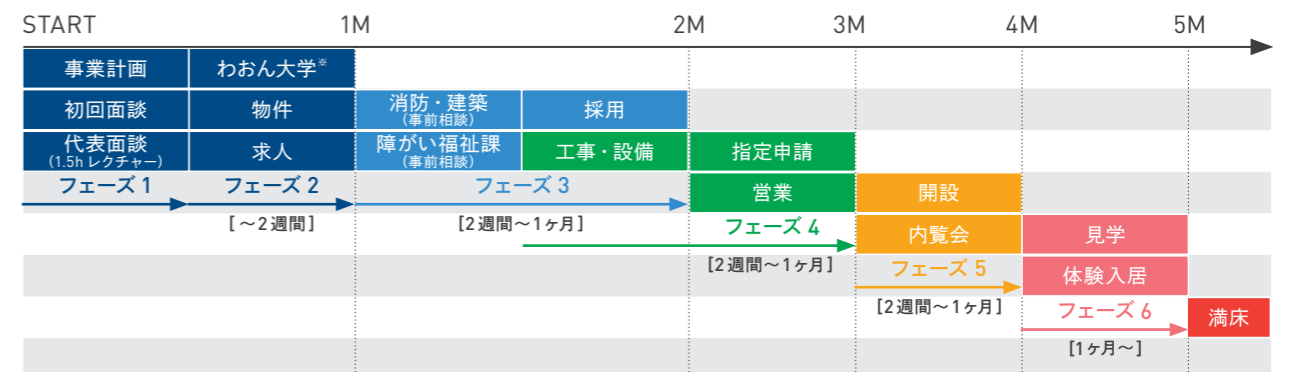 START 1M 2M 3M 4M 5M
事業計画 わおん大学※
初回面談 物件 消防・建築 採用
(事前相談)
代表面談 求人 障がい福祉課 工事・設備 指定申請
(1.5hレクチャー) (事前相談)
フェーズ1 フェーズ2 フェーズ3 営業 開設
[〜2週間] [2週間〜1ヶ月] フェーズ4 内覧会 見学
[2週間〜1ヶ月] フェーズ5 体験入居
[2週間〜1ヶ月] フェーズ6 満床
[1ヶ月〜]